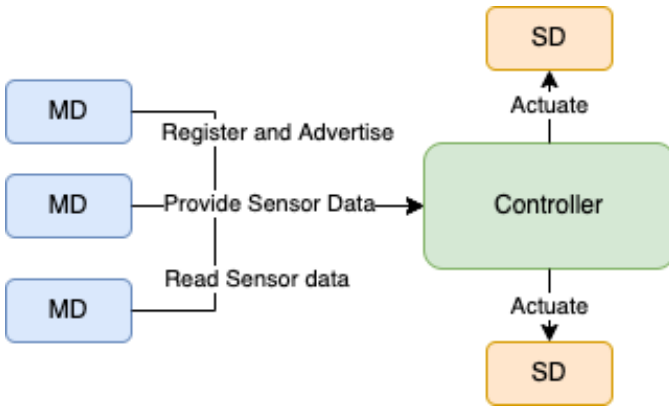 SD
MD
Actuate
Register and Advertise
MD
Provide Sensor Data
Controller
Read Sensor data
MD
Actuate
SD